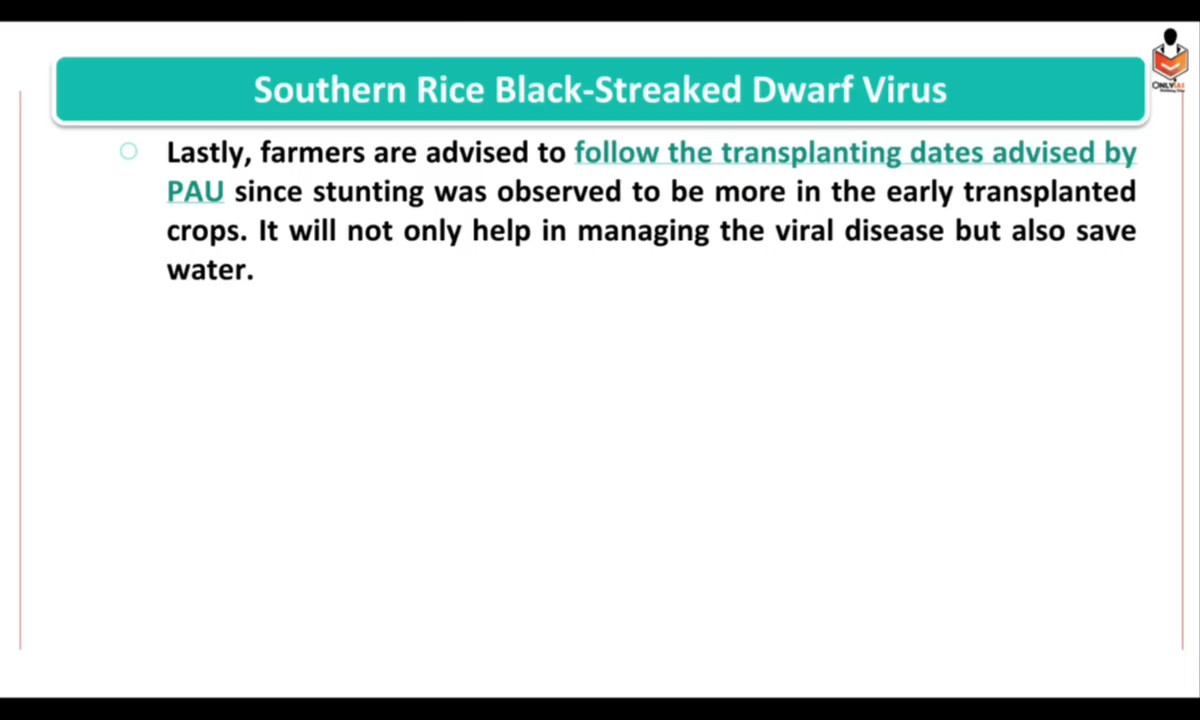 Southern Rice Black-Streaked Dwarf Virus
ONLYIAS
Lastly, farmers are advised to follow the transplanting dates advised by
PAU since stunting was observed to be more in the early transplanted
crops. It will not only help in managing the viral disease but also save
water.